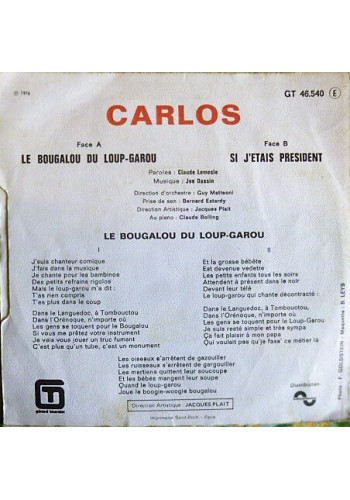 ℗ 1976
GT 46.540 E
CARLOS
Face A
LE BOUGALOU DU LOUP-GAROU
Face B
SI J'ETAIS PRESIDENT
Paroles : Claude Lemesle
Musique : Joe Dassin
Direction d'orchestre : Guy Matteoni
Prise de son : Bernard Estardy
Direction Artistique : Jacques Plait
Au piano : Claude Bolling
LE BOUGALOU DU LOUP-GAROU
I
J'suis chanteur comique
J'fais dans la musique
Je chante pour les bambinos
Des petits refrains rigolos
Mais le loup-garou m'a dit :
T'as rien compris
T'es plus dans le coup
Dans le Languedoc, à Tombouctou
Dans l'Orénoque, n'importe où
Les gens se toquent pour le Bougalou
Si vous me prêtez un instrument
Je vais vous jouer un truc fumant
C'est plus qu'un tube, c'est un monument
II
Et la grosse bébête
Est devenue vedette
Les petits enfants tous les soirs
Attendent à présent dans le noir
Devant leur télé
Le loup-garou qui chante décontracté :
Dans le Languedoc, à Tombouctou
Dans l'Orénoque, n'importe où
Les gens se toquent pour le Loup-Garou
Je suis resté simple et très sympa
Ça fait plaisir à mon papa
Qui voulait pas qu'je fass' ce métier là
Les oiseaux s'arrêtent de gazouiller
Les ruisseaux s'arrêtent de gargouiller
Les martiens quittent leur soucoupe
Et les bébés mangent leur soupe
Quand le loup-garou
Joue le boogie-woogie bougalou
Direction Artistique : JACQUES PLAIT
Distribution
Photo : F. GOLDSTEIN - Maquette : B. LEYS